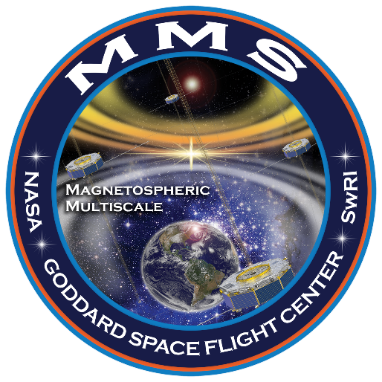 MMS
MAGNETOSPHERIC
MULTISCALE
NASA
GODDARD SPACE FLIGHT CENTER
SwRI